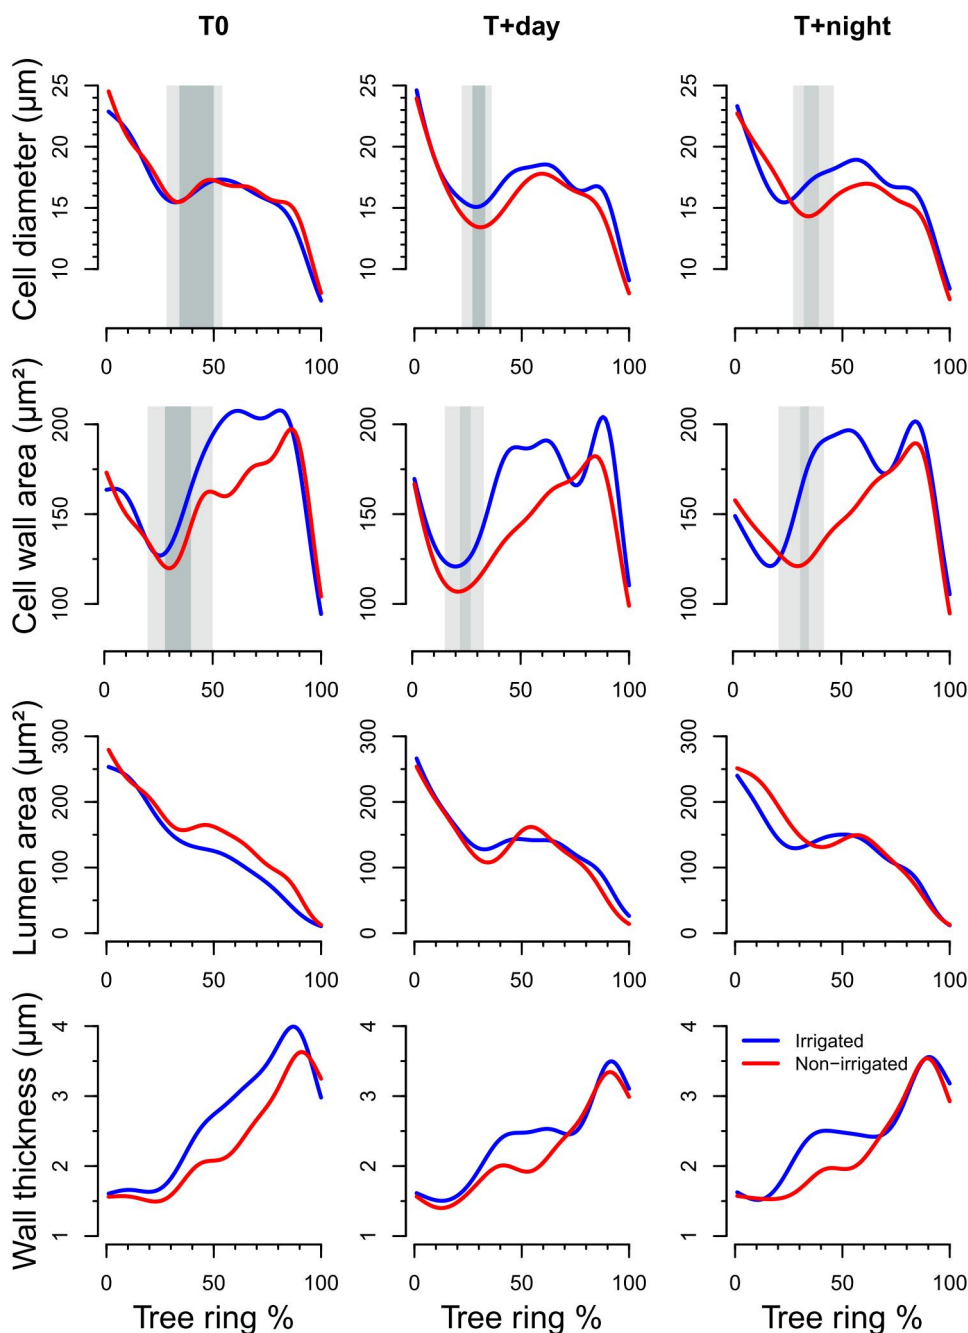 T0 T+day T+night
Cell diameter (µm)
25
20
15
10
0 50 100
0 50 100
0 50 100
25
20
15
10
25
20
15
10
Cell wall area (µm²)
200
150
100
0 50 100
200
150
100
0 50 100
200
150
100
0 50 100
Lumen area (µm²)
300
200
100
0
0 50 100
300
200
100
0
0 50 100
300
200
100
0
0 50 100
Wall thickness (µm)
4
3
2
1
0 50 100
4
3
2
1
0 50 100
4
3
2
1
Irrigated
Non−irrigated
0 50 100
Tree ring % Tree ring % Tree ring %